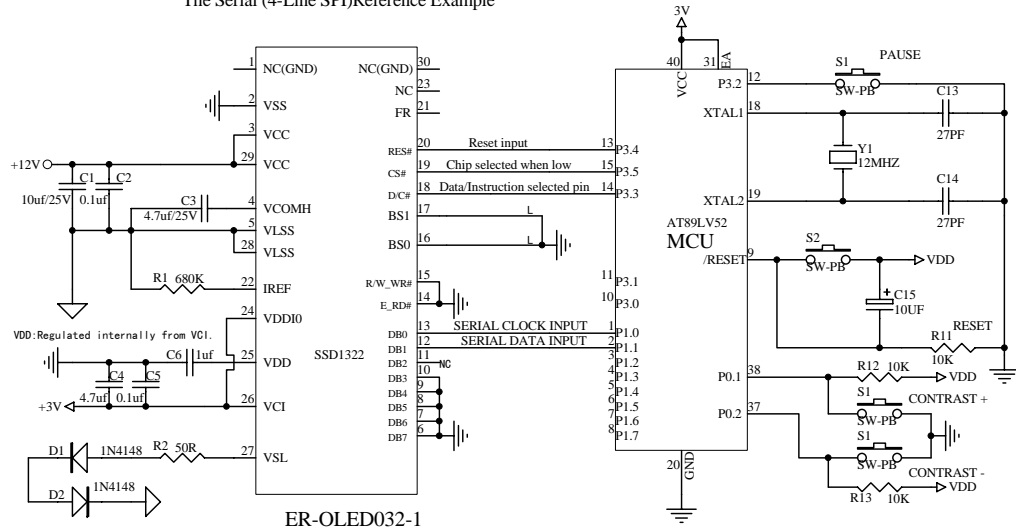 The Serial (4-Line SPI)Reference Example
1 NC(GND) NC(GND) 30
NC 23
2 VSS FR 21
3 VCC
29 VCC RES# 20 Reset input 13 P3.4
CS# 19 Chip selected when low 15 P3.5
D/C# 18 Data/Instruction selected pin 14 P3.3
4 VCOMH BS1 17 L
5 VLSS
28 VLSS BS0 16 L
22 IREF R/W_WR# 15
E_RD# 14
24 VDDI0
DB0 13 SERIAL CLOCK INPUT 1 P1.0
DB1 12 SERIAL DATA INPUT 2 P1.1
25 VDD DB2 11 NC
DB3 10
DB4 9
26 VCI DB5 8
DB6 7
DB7 6
27 VSL
SSD1322
ER-OLED032-1
+12V
C1 C2
10uf/25V 0.1uf
C3
4.7uf/25V
R1 680K
VDD:Regulated internally from VCI.
C6 1uf
C4 C5
4.7uf 0.1uf
+3V
D1 1N4148 R2 50R
D2 1N4148
3V
40 VCC 31 EA
P3.2 12
XTAL1 18
XTAL2 19
AT89LV52
MCU
/RESET 9
11 P3.1
10 P3.0
3 P1.2
4 P1.3
5 P1.4
6 P1.5
7 P1.6
8 P1.7
P0.1 38
P0.2 37
20 GND
S1 PAUSE
SW-PB
C13
27PF
Y1
12MHZ
C14
27PF
S2
SW-PB VDD
+ C15
10UF
R11 RESET
10K
R12 10K VDD
S1 CONTRAST +
SW-PB
S1
SW-PB CONTRAST -
R13 10K VDD